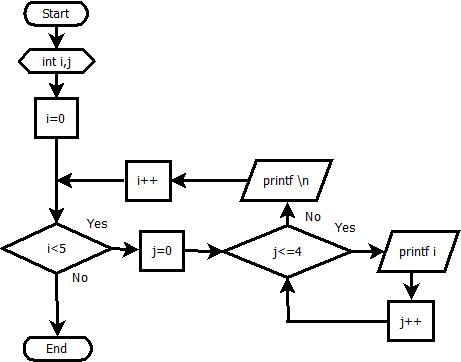 Start
int i,j
i=0
i++
printf \n
Yes
No
Yes
i<5
j=0
j<=4
printf i
No
j++
End